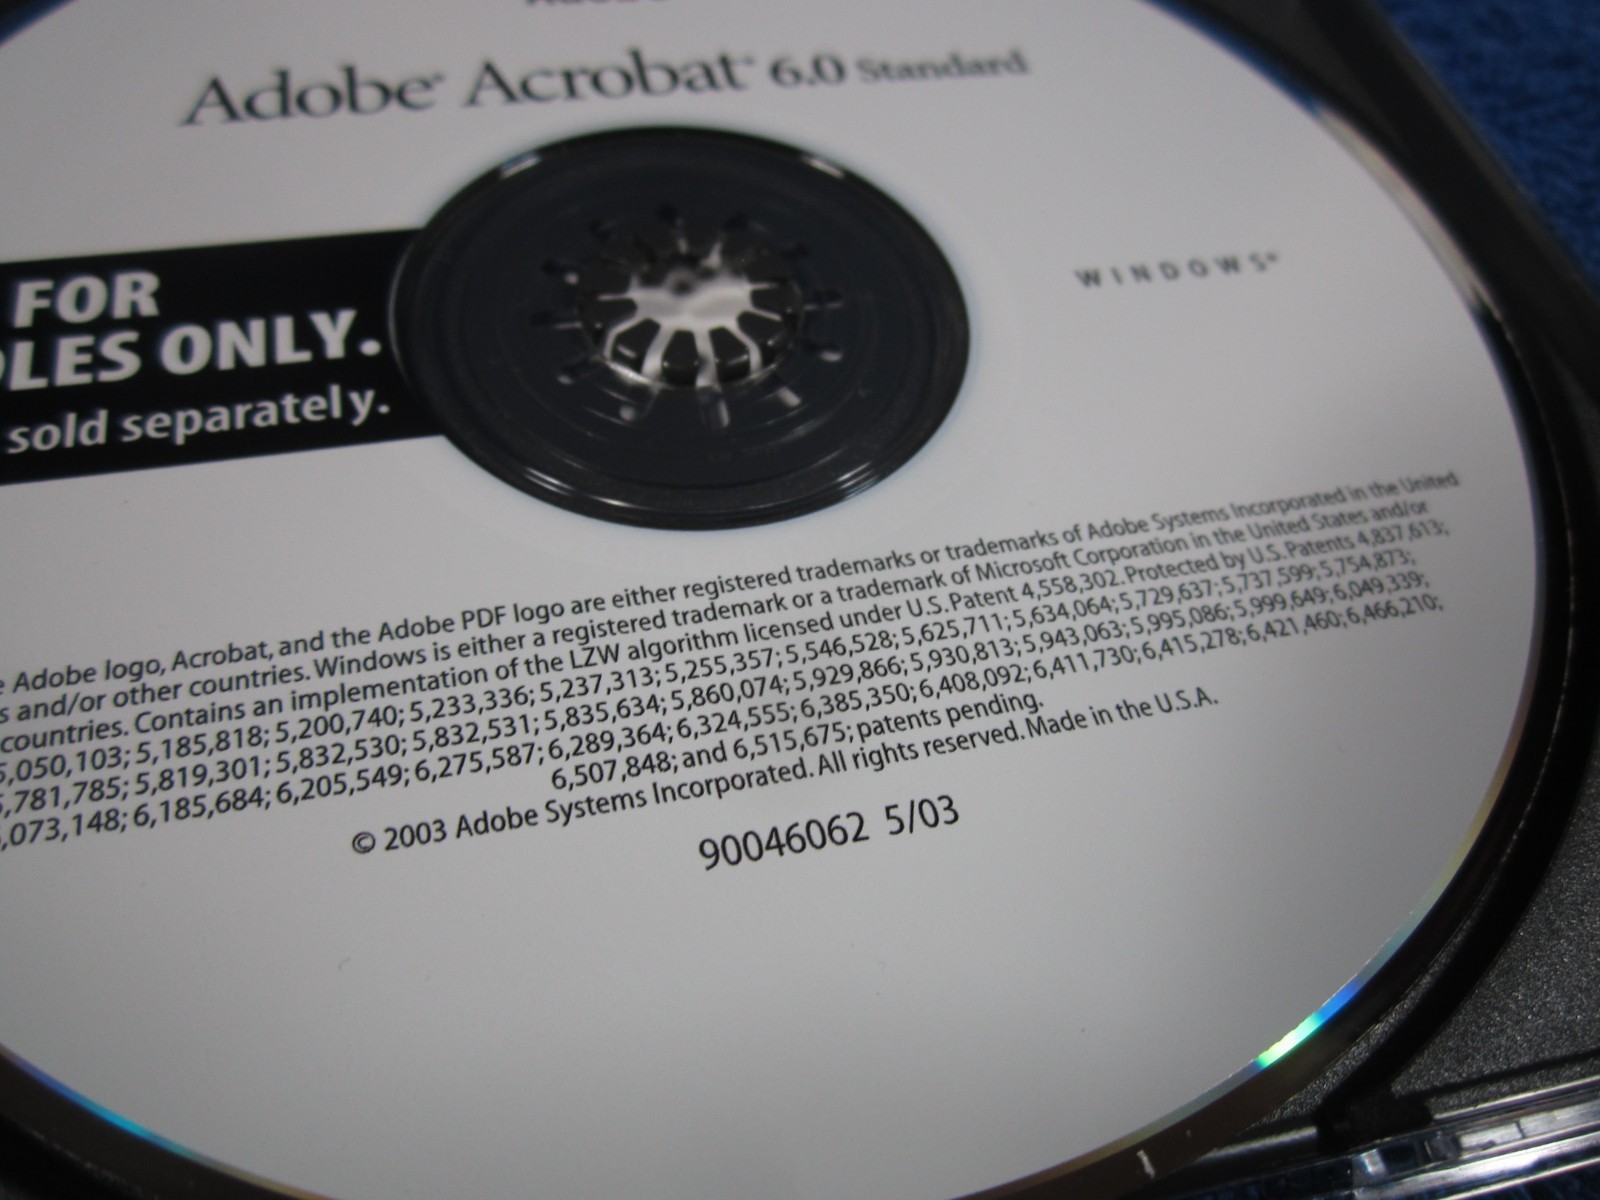 Adobe® Acrobat® 6.0 Standard
WINDOWS®
FOR
LES ONLY.
sold separately.
Adobe logo, Acrobat, and the Adobe PDF logo are either registered trademarks or trademarks of Adobe Systems Incorporated in the United
s and/or other countries. Windows is either a registered trademark or a trademark of Microsoft Corporation in the United States and/or
countries. Contains an implementation of the LZW algorithm licensed under U.S. Patent 4,558,302. Protected by U.S. Patents 4,837,613;
5,050,103; 5,185,818; 5,200,740; 5,233,336; 5,237,313; 5,255,357; 5,546,528; 5,625,711; 5,634,064; 5,729,637; 5,737,599; 5,754,873;
,781,785; 5,819,301; 5,832,530; 5,832,531; 5,835,634; 5,860,074; 5,929,866; 5,930,813; 5,943,063; 5,995,086; 5,999,649; 6,049,339;
,073,148; 6,185,684; 6,205,549; 6,275,587; 6,289,364; 6,324,555; 6,385,350; 6,408,092; 6,411,730; 6,415,278; 6,421,460; 6,466,210;
6,507,848; and 6,515,675; patents pending.
© 2003 Adobe Systems Incorporated. All rights reserved. Made in the U.S.A.
90046062 5/03